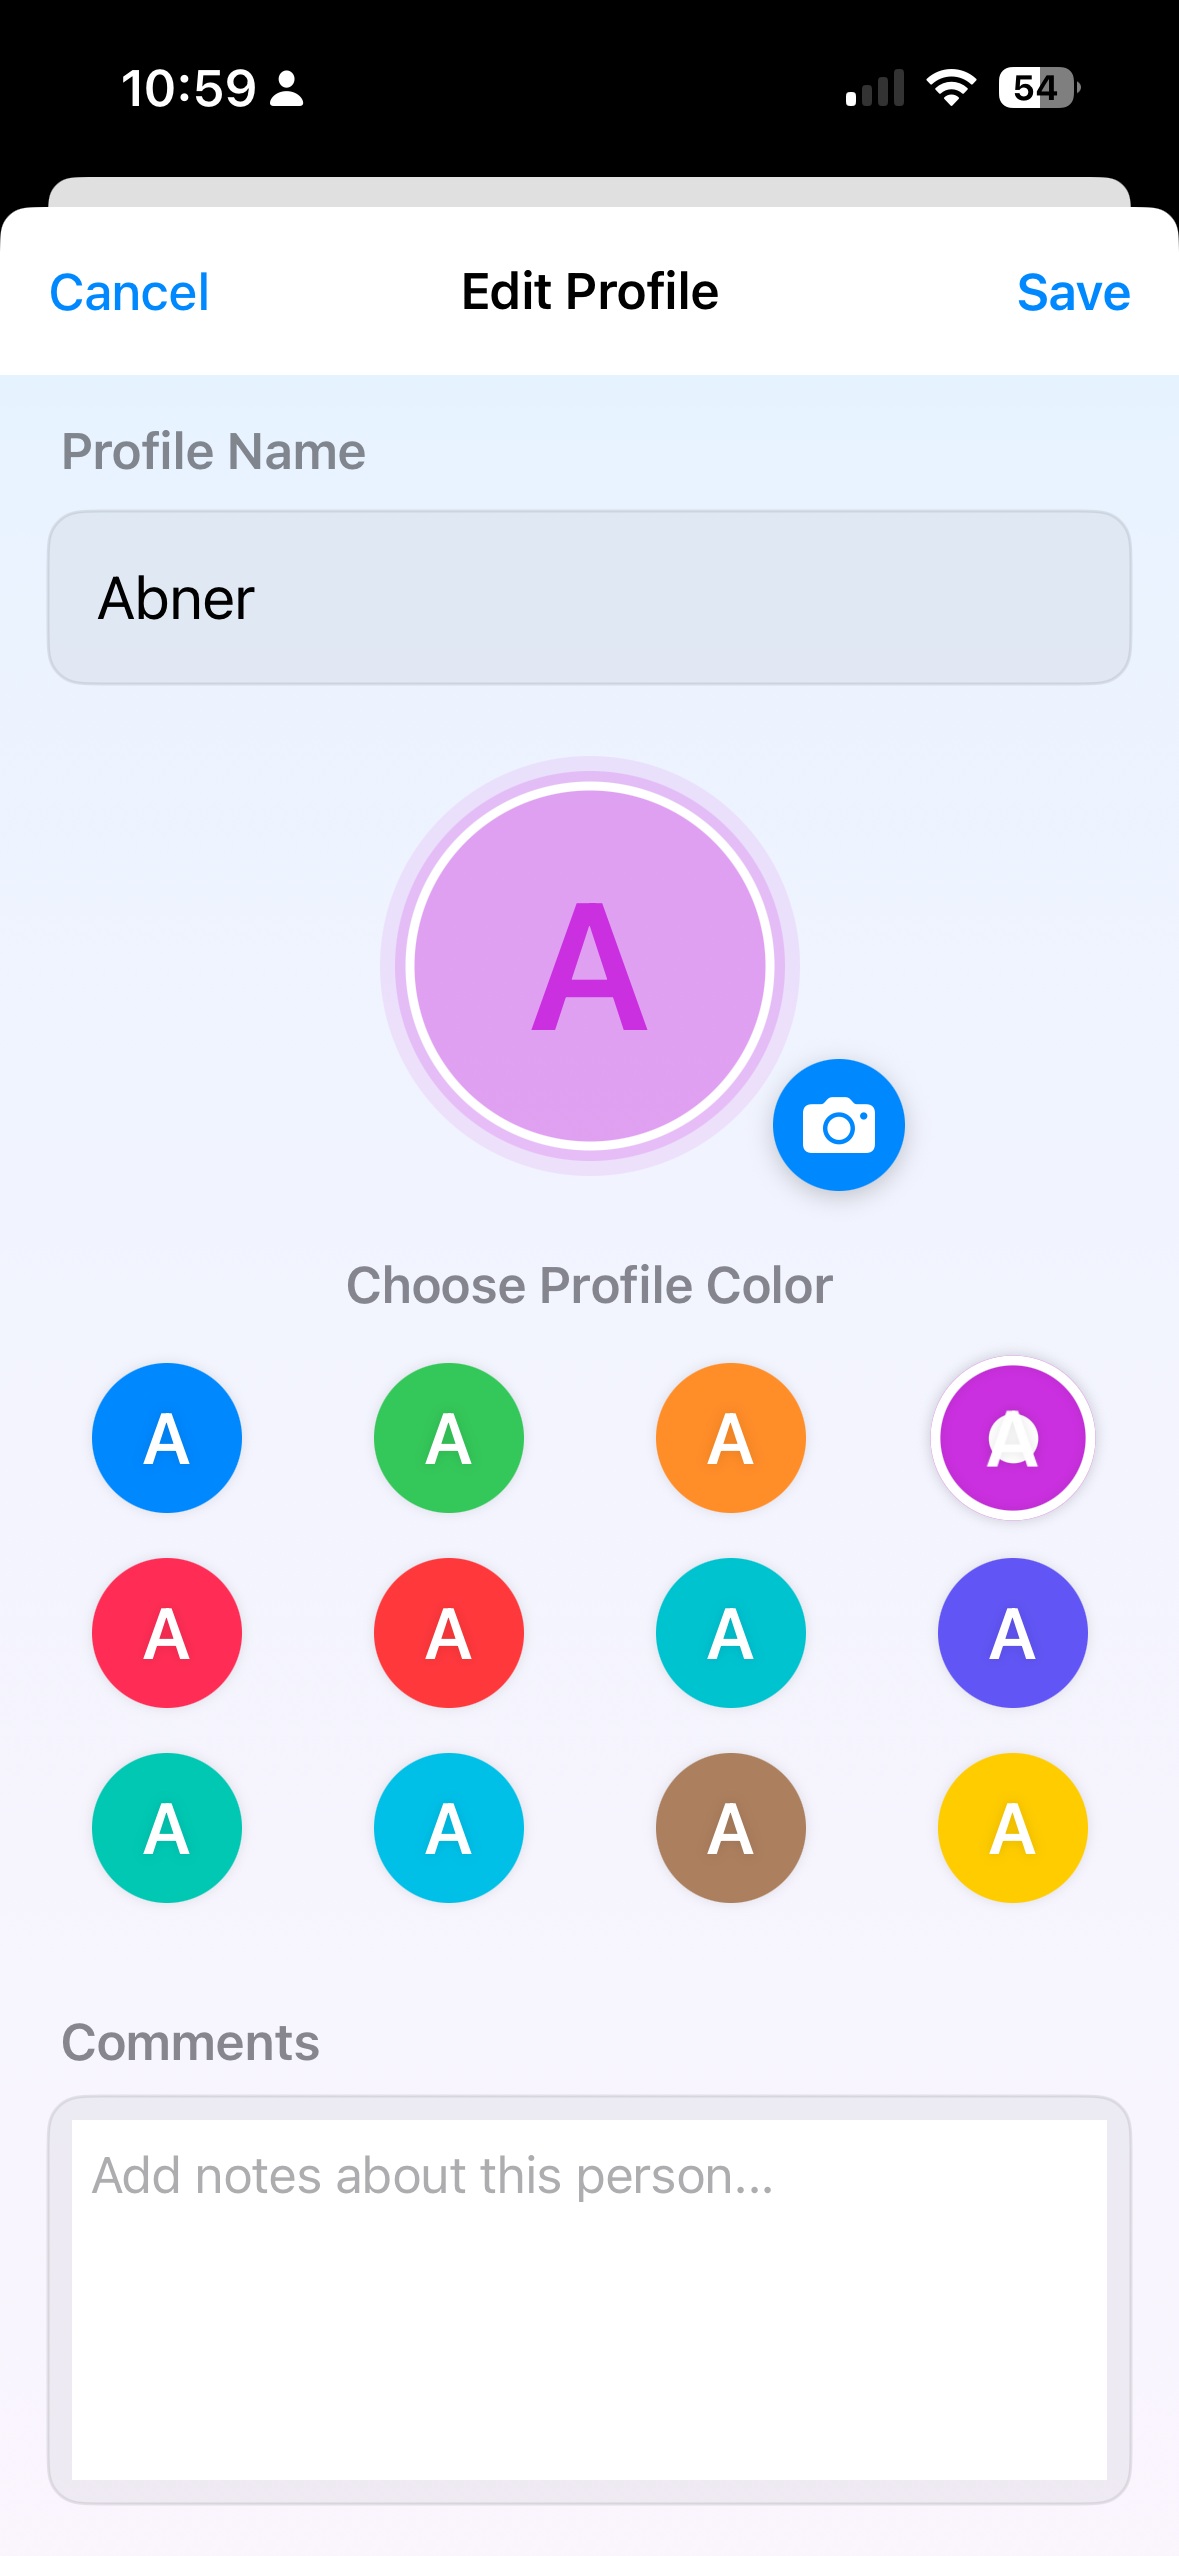 10:59
54
Cancel
Edit Profile
Save
Profile Name
Abner
A
Choose Profile Color
A A A A
A A A A
A A A A
Comments
Add notes about this person...